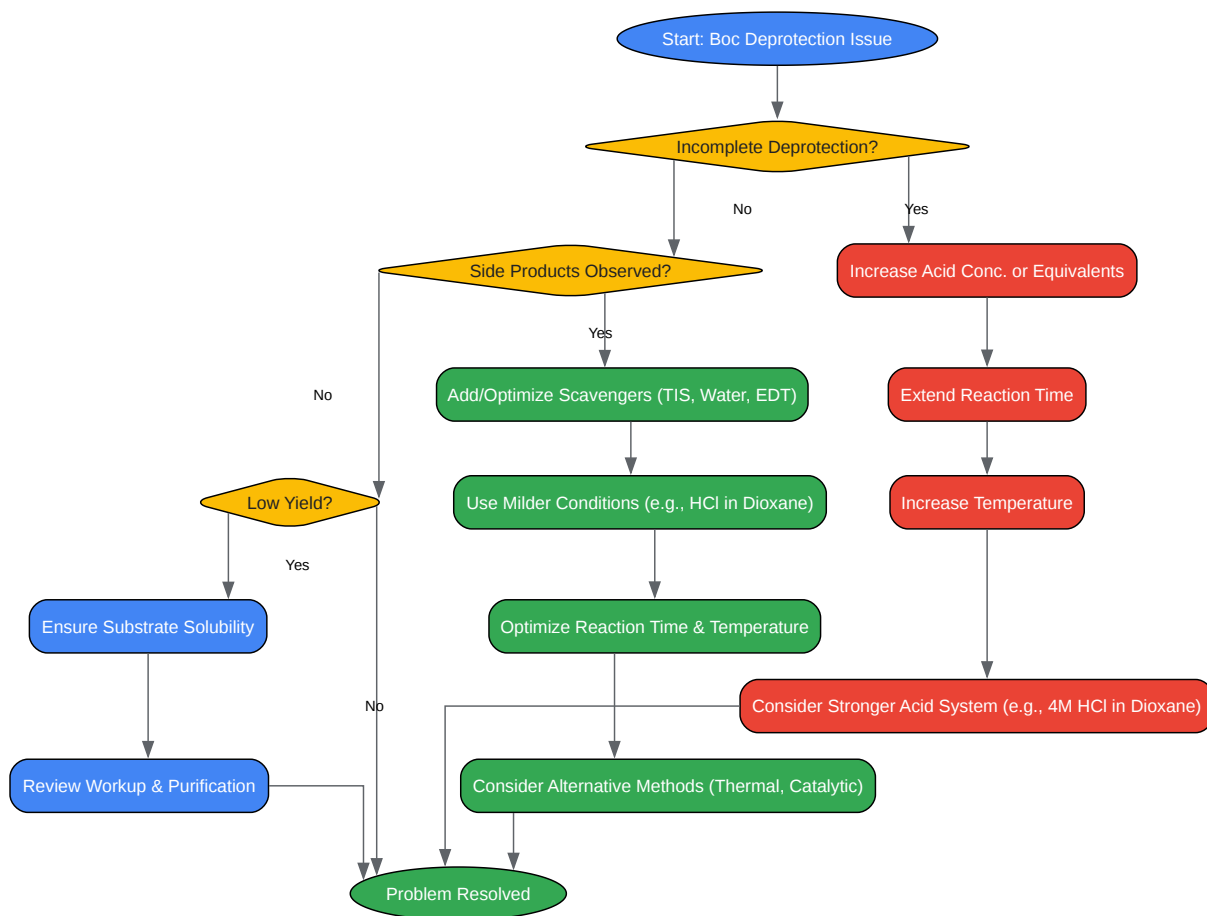 Start: Boc Deprotection Issue
Incomplete Deprotection?
No
Yes
Side Products Observed?
Increase Acid Conc. or Equivalents
Yes
No
Add/Optimize Scavengers (TIS, Water, EDT)
Extend Reaction Time
Low Yield?
Use Milder Conditions (e.g., HCl in Dioxane)
Increase Temperature
Yes
Ensure Substrate Solubility
Optimize Reaction Time & Temperature
No
Consider Stronger Acid System (e.g., 4M HCl in Dioxane)
Review Workup & Purification
Consider Alternative Methods (Thermal, Catalytic)
Problem Resolved